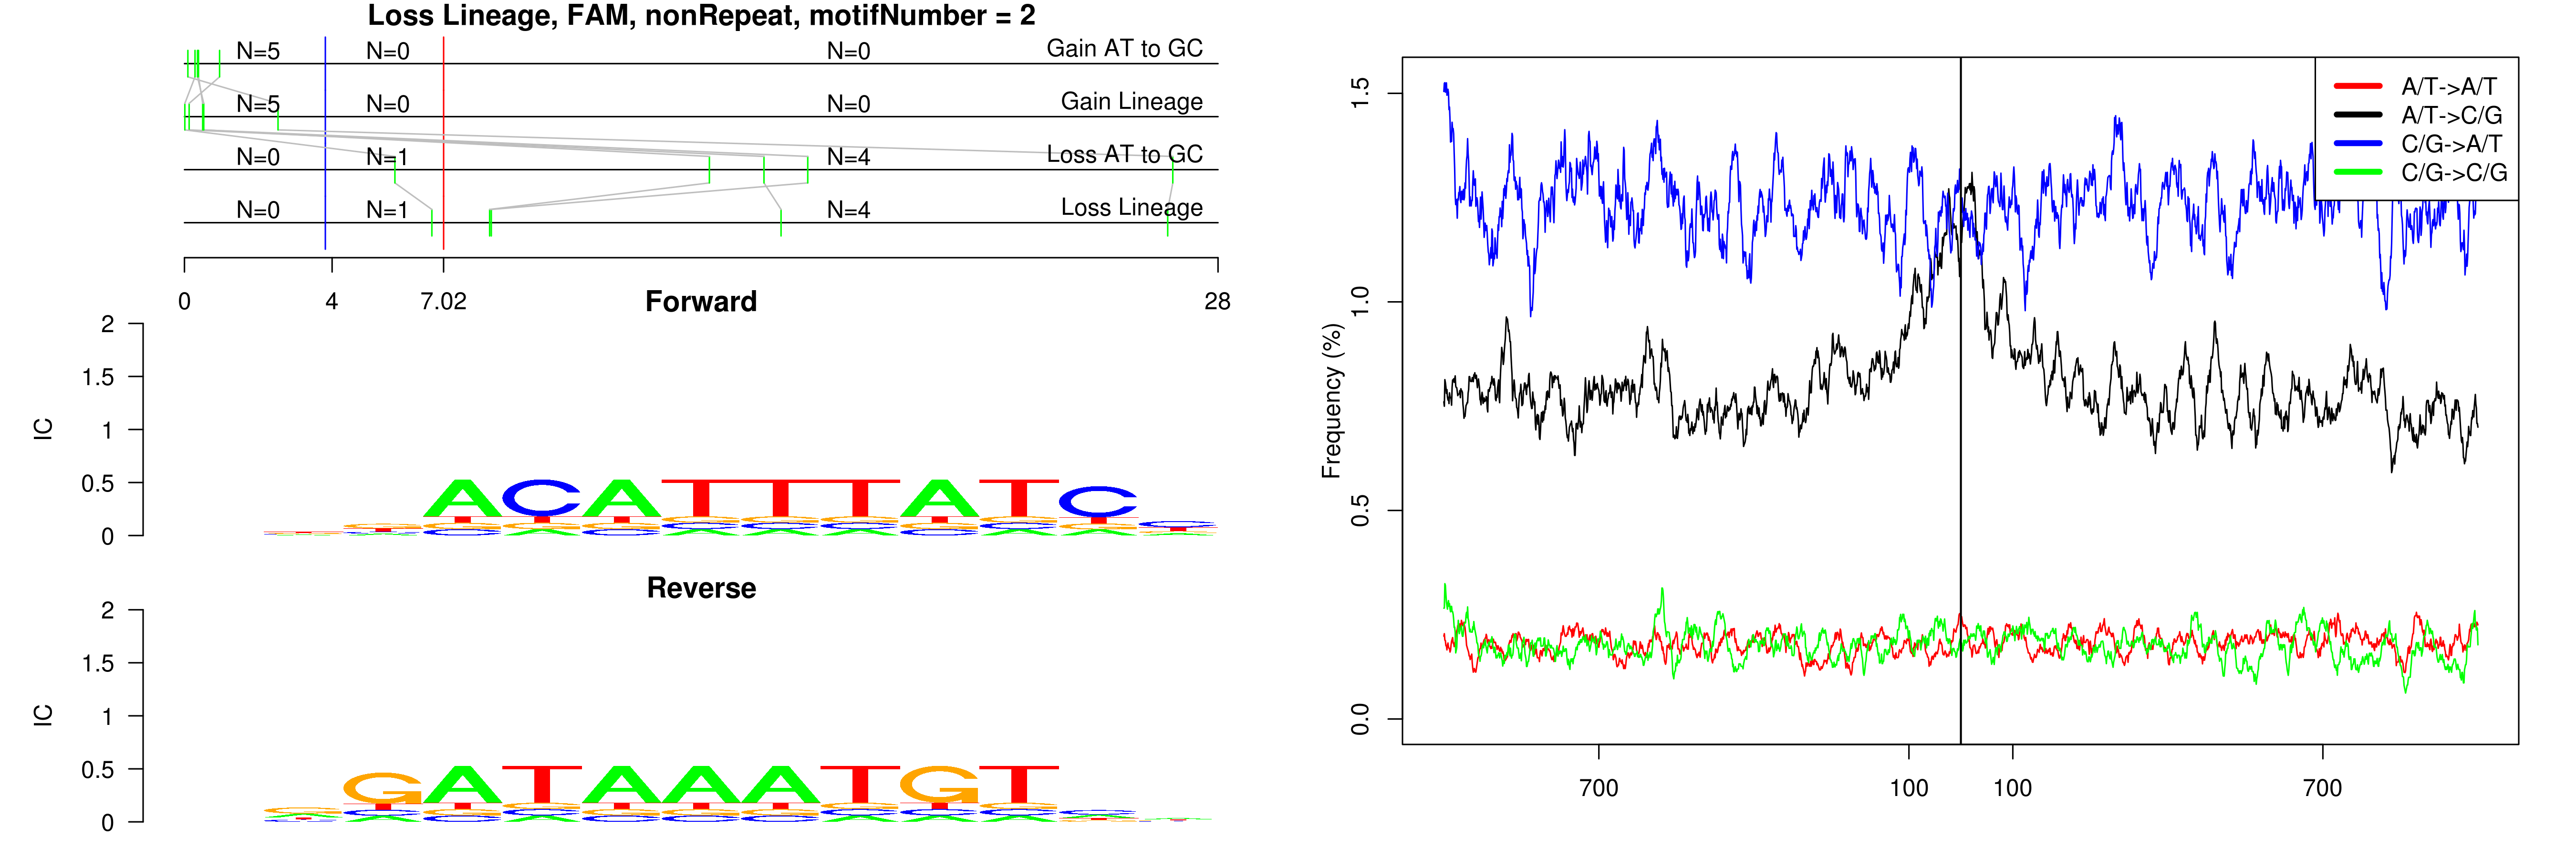 Loss Lineage, FAM, nonRepeat, motifNumber = 2
N=5 N=0 N=0 Gain AT to GC
N=5 N=0 N=0 Gain Lineage
N=0 N=1 N=4 Loss AT to GC
N=0 N=1 N=4 Loss Lineage
0 4 7.02 28
Forward
2
1.5
1
0.5
0
IC
ACATTTATCC
Reverse
2
1.5
1
0.5
0
IC
GATAAATGT
1.5
1.0
0.5
0.0
Frequency (%)
A/T->A/T
A/T->C/G
C/G->A/T
C/G->C/G
700 100 100 700